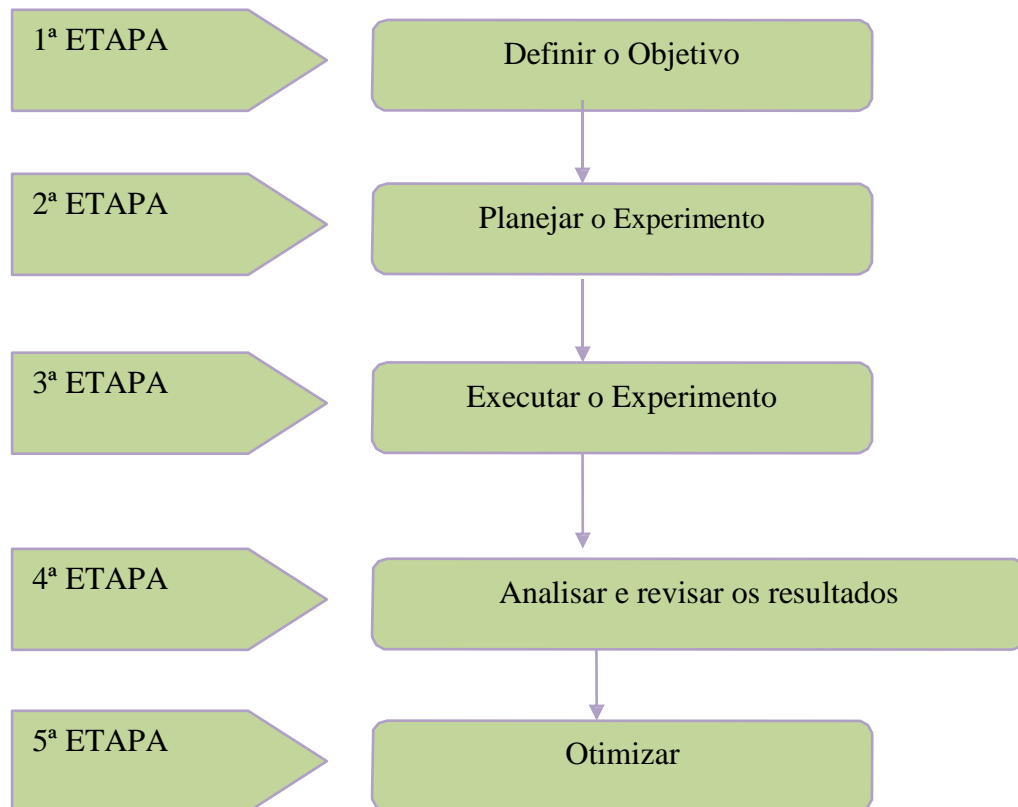 1ª ETAPA
Definir o Objetivo
2ª ETAPA
Planejar o Experimento
3ª ETAPA
Executar o Experimento
4ª ETAPA
Analisar e revisar os resultados
5ª ETAPA
Otimizar